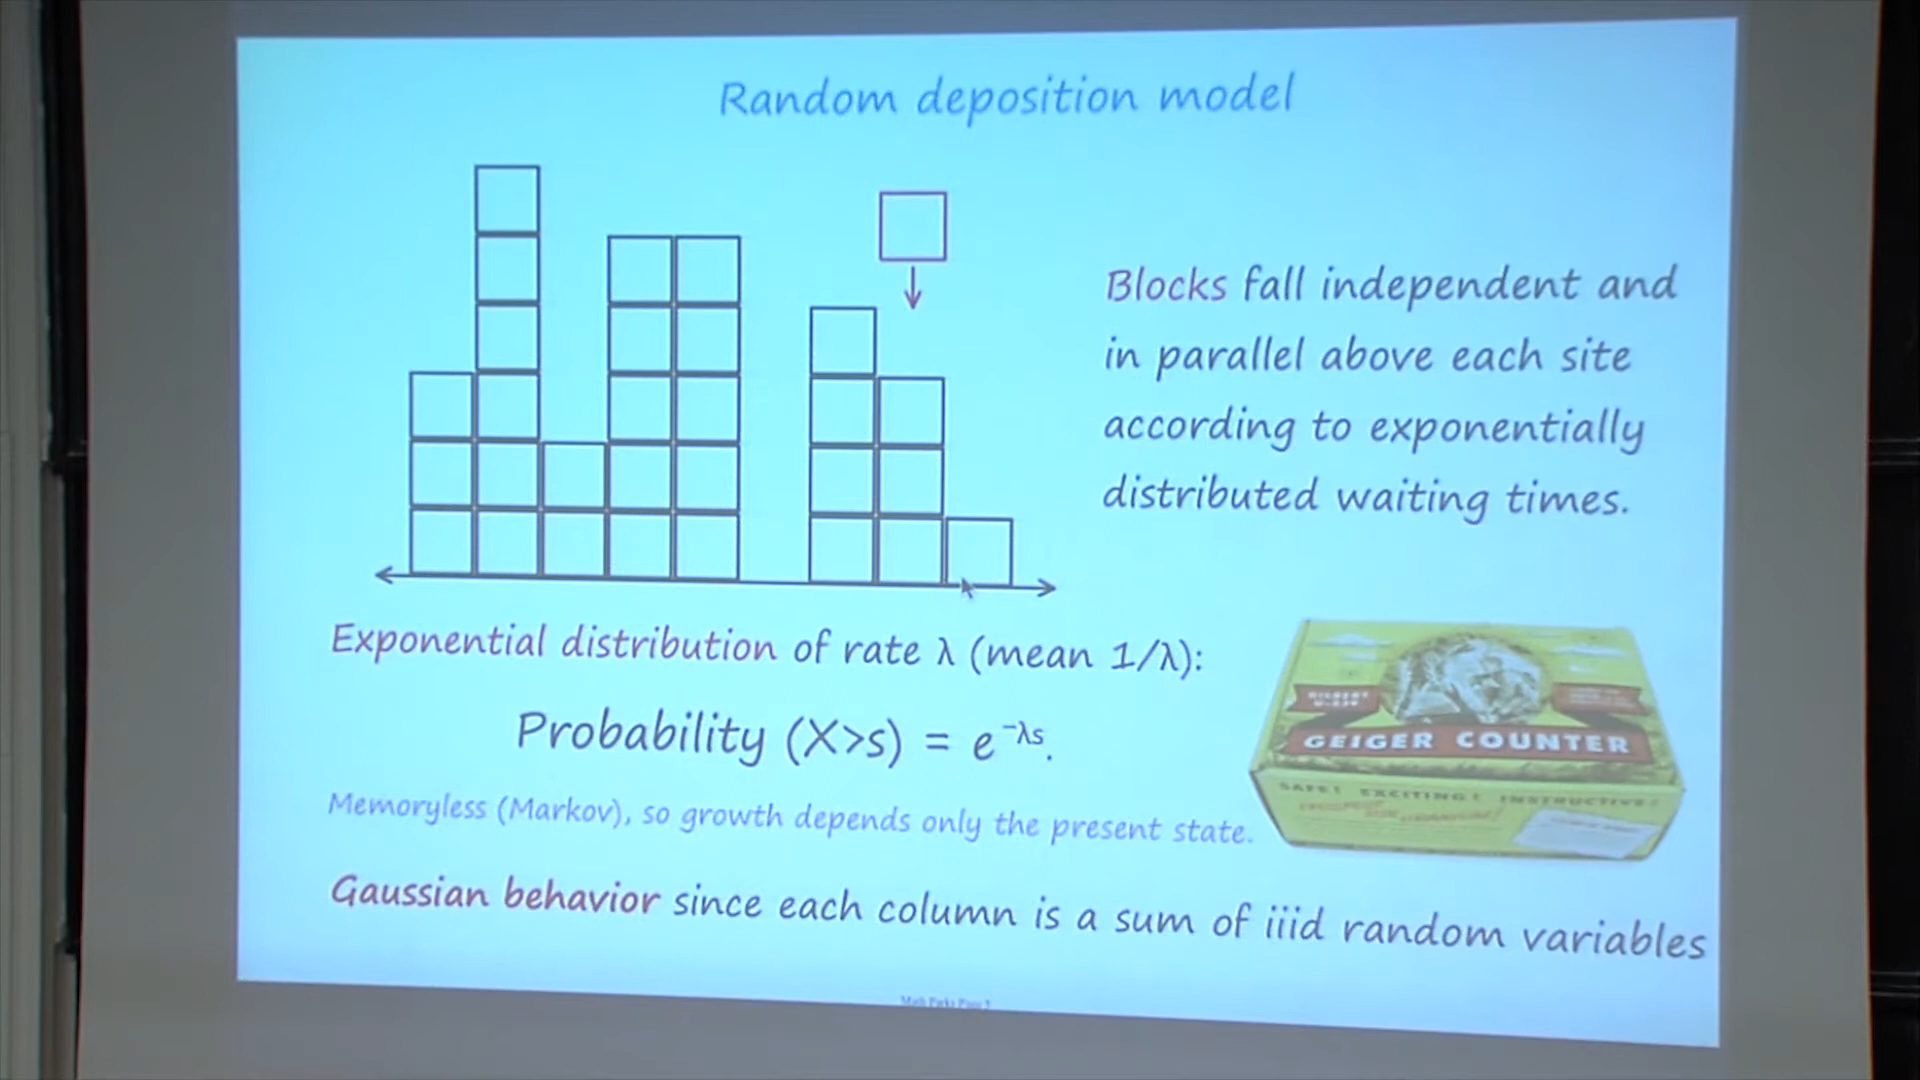 Random deposition model
Blocks fall independent and
in parallel above each site
according to exponentially
distributed waiting times.
Exponential distribution of rate λ (mean 1/λ):
Probability (X>s) = e^-λs.
Memoryless (Markov), so growth depends only the present state.
GEIGER COUNTER
SAFE! EXCITING! INSTRUCTIVE!
Gaussian behavior since each column is a sum of iiid random variables